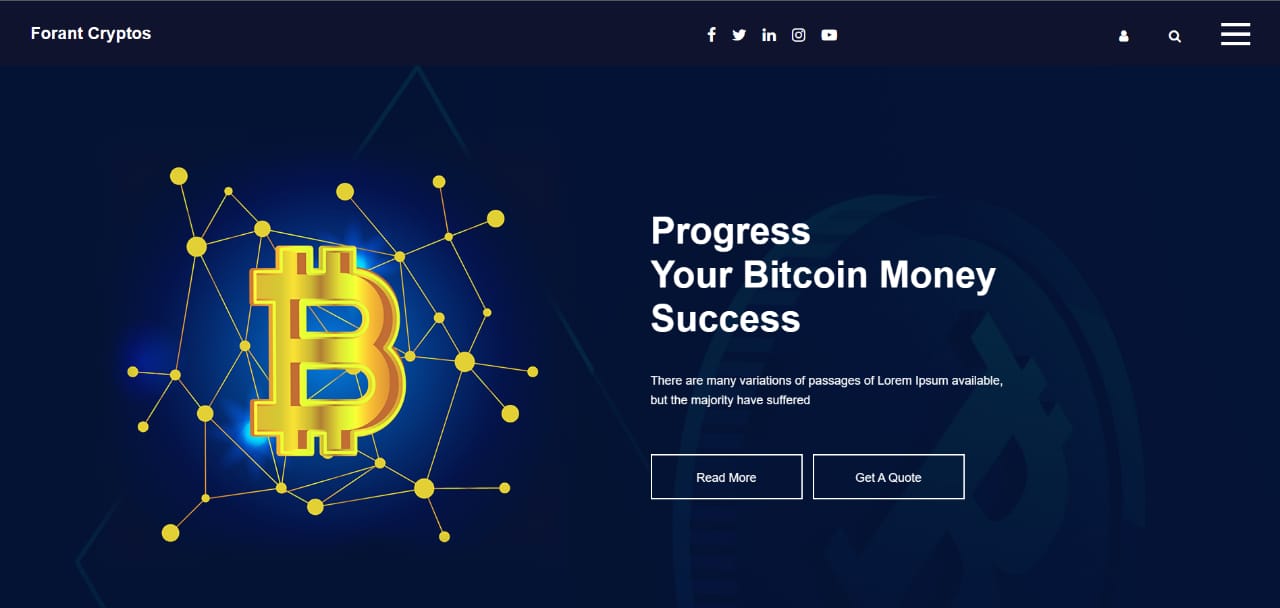 Forant Cryptos
Progress
Your Bitcoin Money
Success
There are many variations of passages of Lorem Ipsum available,
but the majority have suffered
Read More
Get A Quote